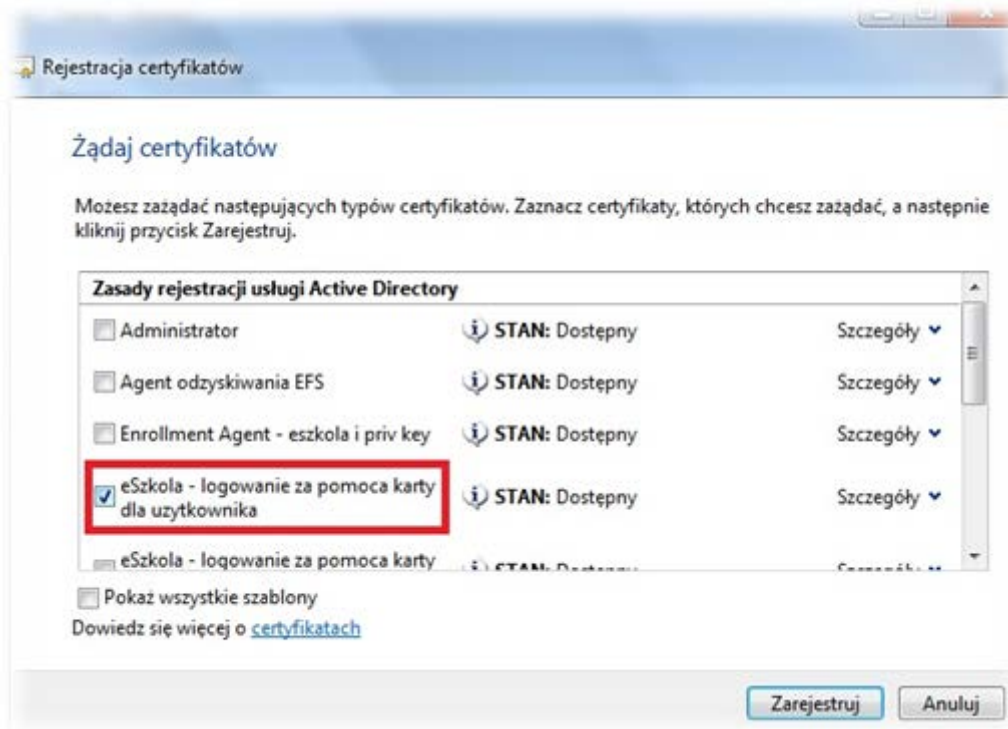 Rejestracja certyfikatów
Żądaj certyfikatów
Możesz zażądać następujących typów certyfikatów. Zaznacz certyfikaty, których chcesz zażądać, a następnie
kliknij przycisk Zarejestruj.
Zasady rejestracji usługi Active Directory
Administrator STAN: Dostępny Szczegóły
Agent odzyskiwania EFS STAN: Dostępny Szczegóły
Enrollment Agent - eszkola i priv key STAN: Dostępny Szczegóły
eSzkola - logowanie za pomoca karty
dla uzytkownika STAN: Dostępny Szczegóły
eSzkola - logowanie za pomoca karty
Pokaż wszystkie szablony
Dowiedz się więcej o certyfikatach
Zarejestruj Anuluj